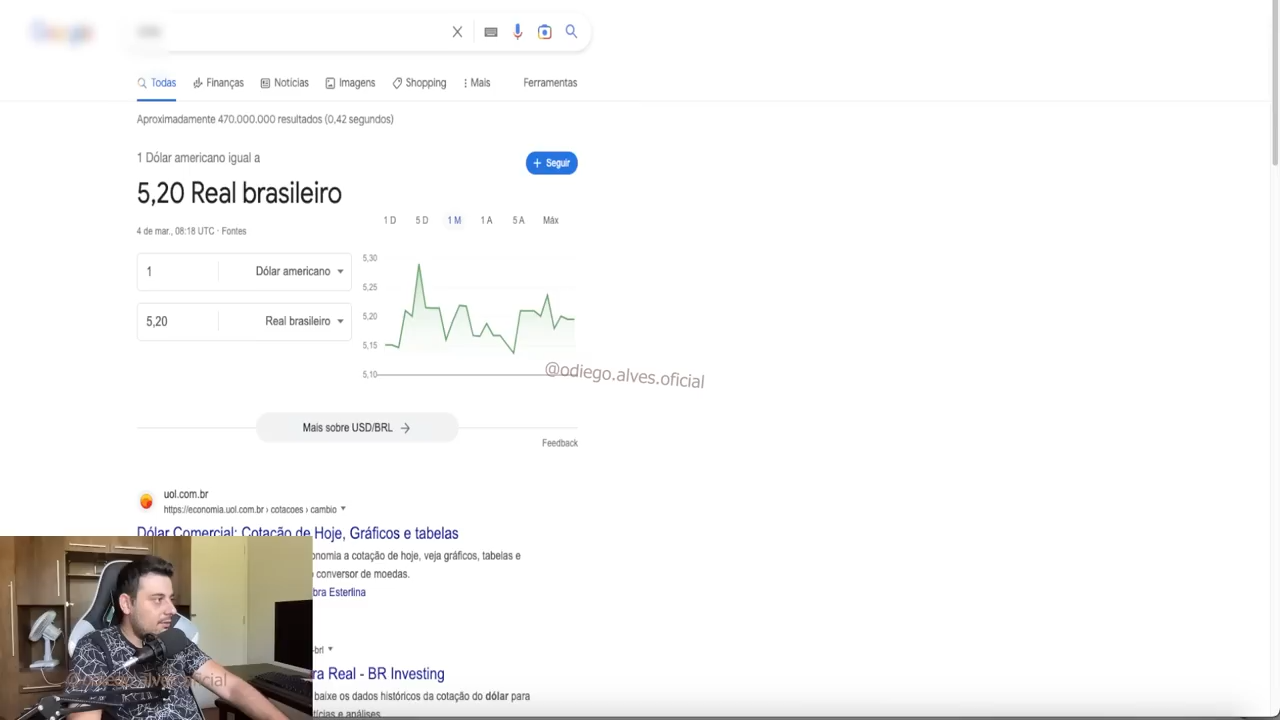 Todas
Finanças
Notícias
Imagens
Shopping
Mais
Ferramentas
Aproximadamente 470.000.000 resultados (0,42 segundos)
1 Dólar americano igual a
+ Seguir
5,20 Real brasileiro
4 de mar., 08:18 UTC · Fontes
1 D 5 D 1 M 1 A 5 A Máx
1 Dólar americano
5,20 Real brasileiro
5,30
5,25
5,20
5,15
5,10
@odiego.alves.oficial
Mais sobre USD/BRL →
Feedback
uol.com.br
https://economia.uol.com.br › cotacoes › cambio
Dólar Comercial: Cotação de Hoje, Gráficos e tabelas
onomia a cotação de hoje, veja gráficos, tabelas e
conversor de moedas.
bra Esterlina
-brl
ra Real - BR Investing
baixe os dados históricos da cotação do dólar para
tícias e análises.